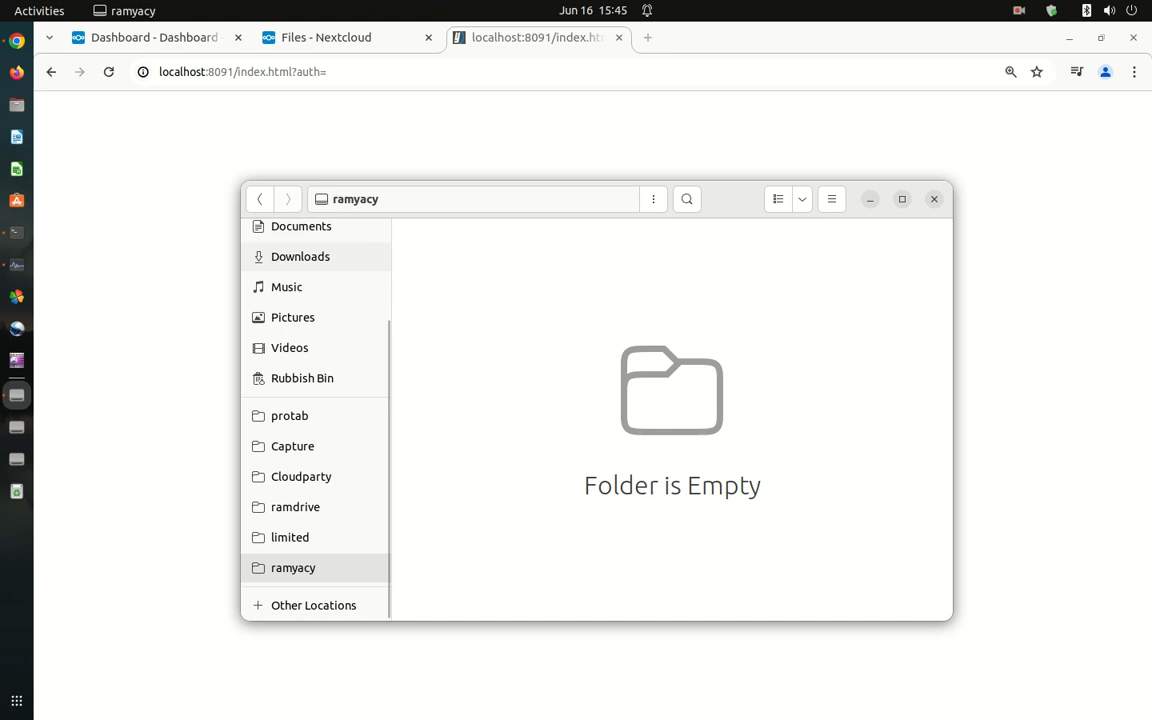 Activities
ramyacy
Jun 16 15:45
Dashboard - Dashboard -
Files - Nextcloud
localhost:8091/index.ht
localhost:8091/index.html?auth=
ramyacy
Documents
Downloads
Music
Pictures
Videos
Rubbish Bin
protab
Capture
Cloudparty
ramdrive
limited
ramyacy
Other Locations
Folder is Empty